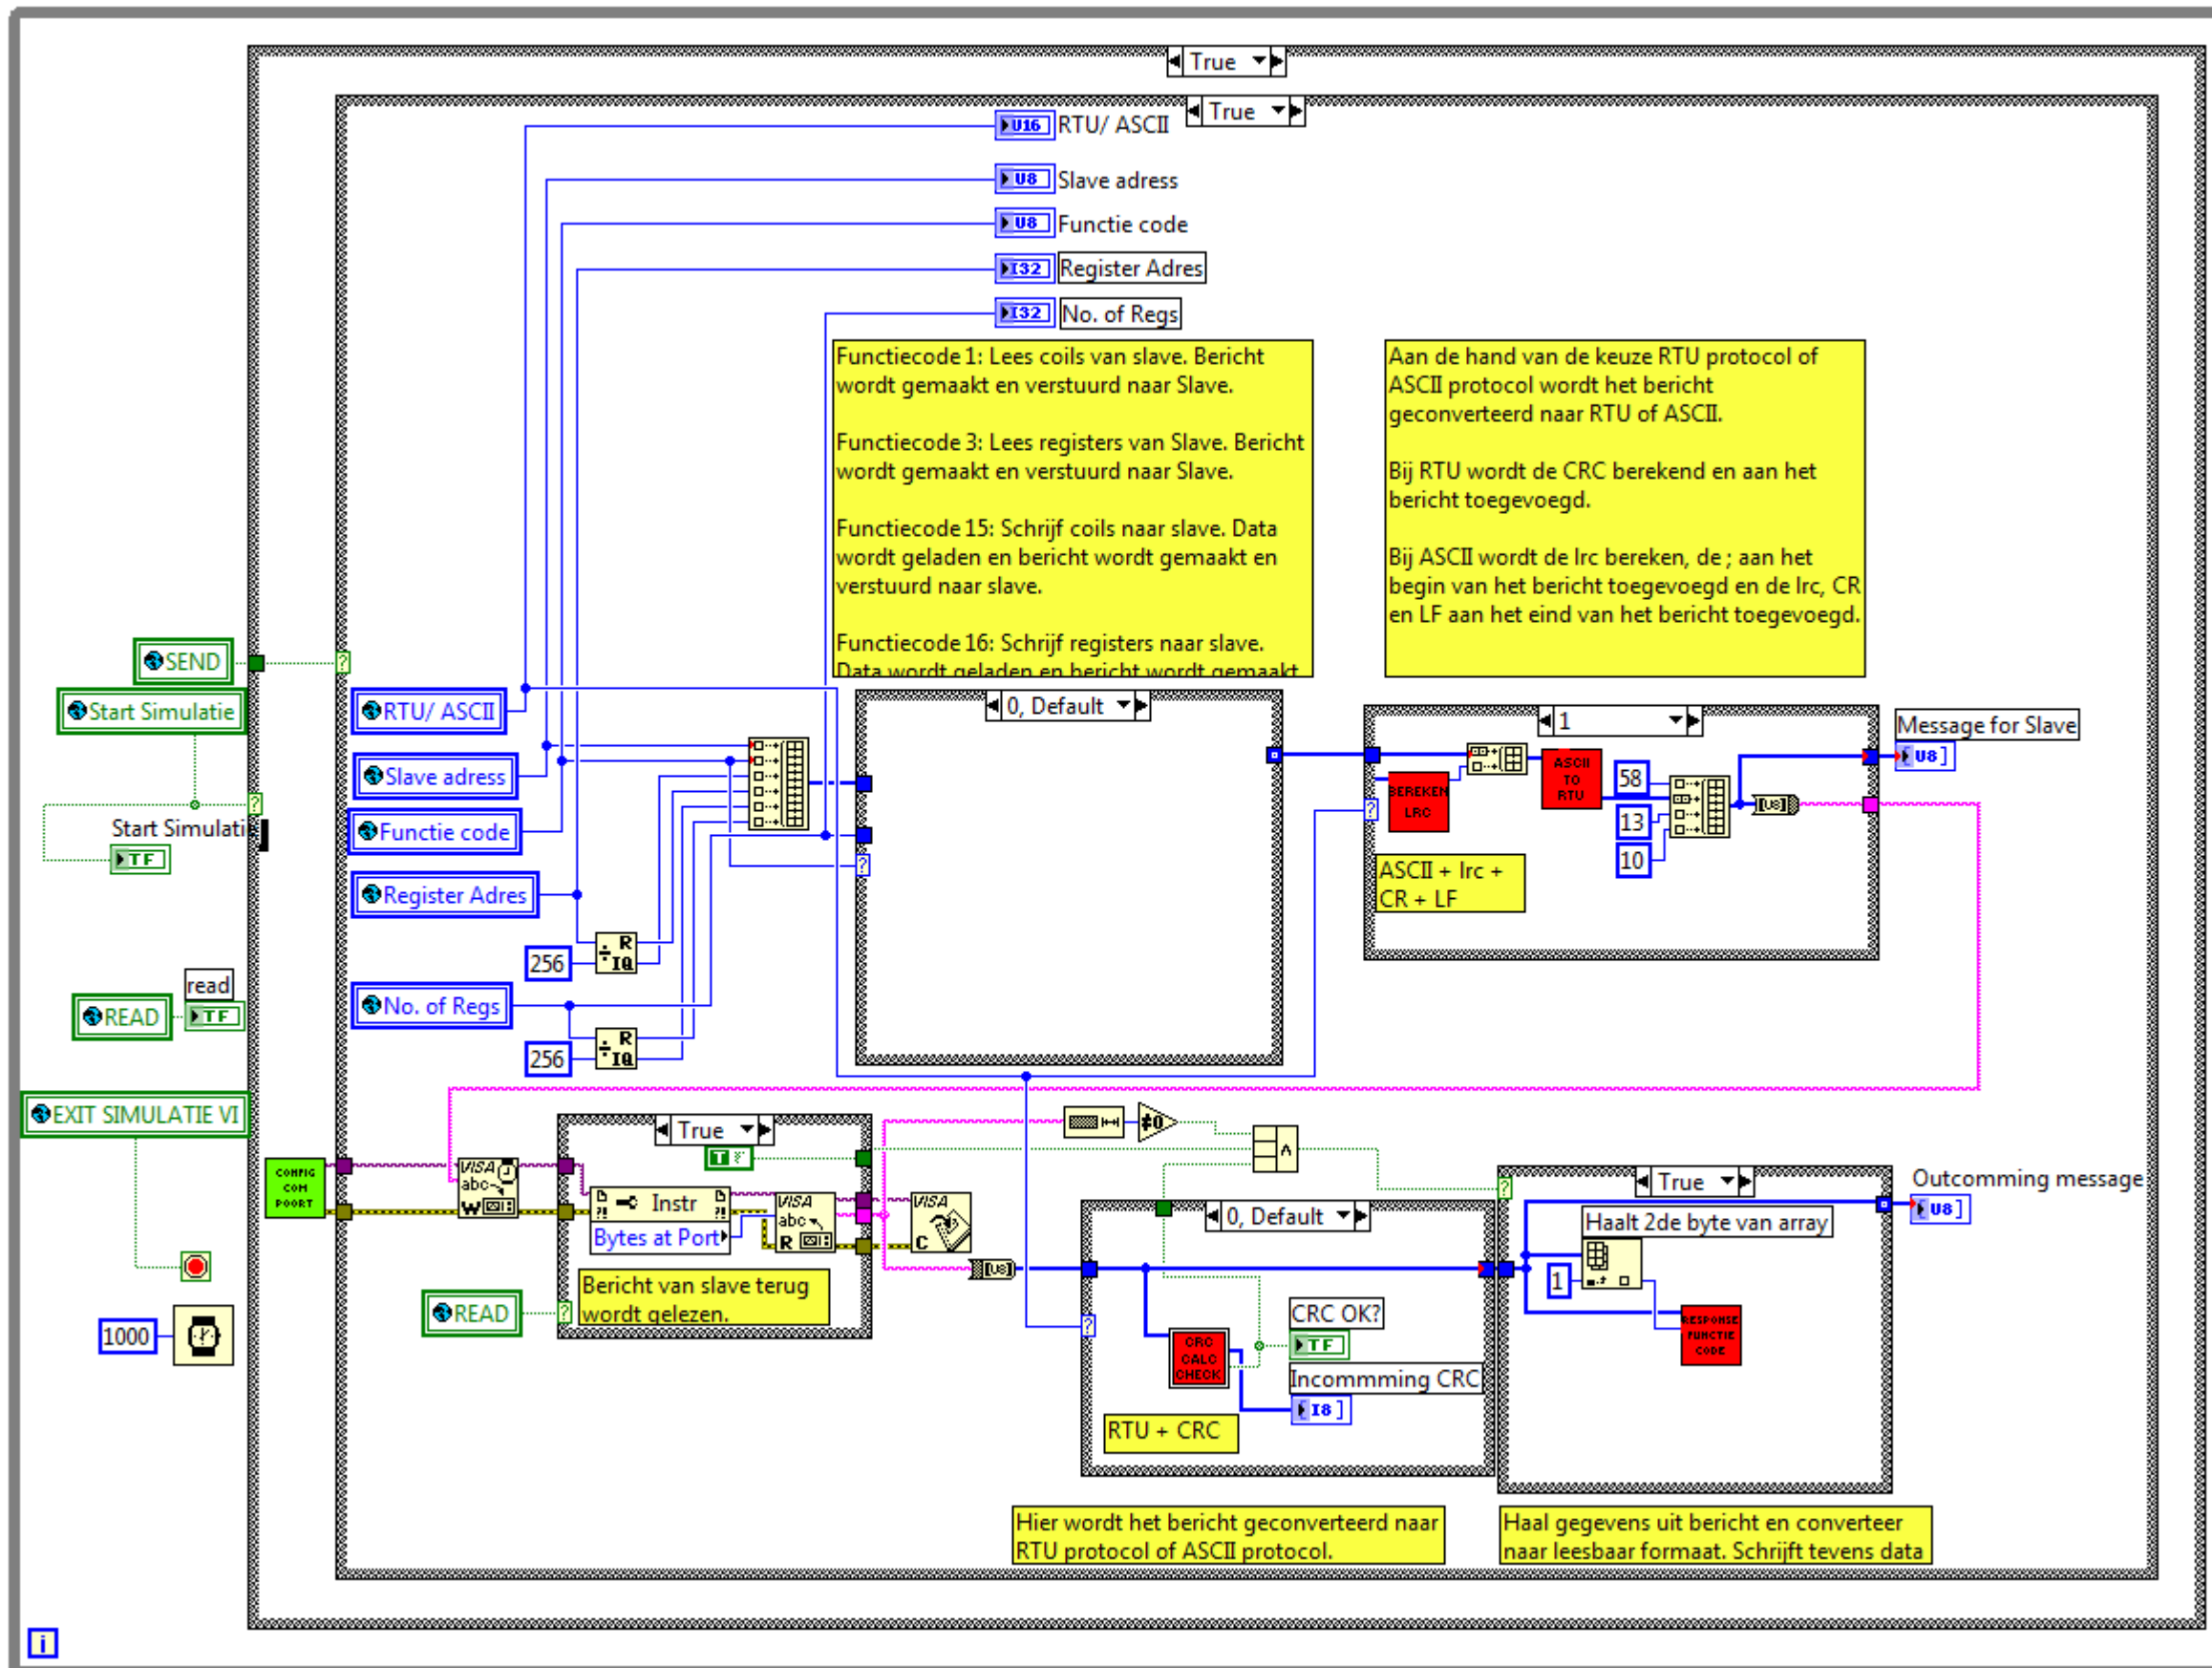 True
True
U16 RTU/ ASCII
U8 Slave adress
U8 Functie code
I32 Register Adres
I32 No. of Regs
Functiecode 1: Lees coils van slave. Bericht
wordt gemaakt en verstuurd naar Slave.
Functiecode 3: Lees registers van Slave. Bericht
wordt gemaakt en verstuurd naar Slave.
Functiecode 15: Schrijf coils naar slave. Data
wordt geladen en bericht wordt gemaakt en
verstuurd naar slave.
Functiecode 16: Schrijf registers naar slave.
Data wordt geladen en bericht wordt gemaakt
Aan de hand van de keuze RTU protocol of
ASCII protocol wordt het bericht
geconverteerd naar RTU of ASCII.
Bij RTU wordt de CRC berekend en aan het
bericht toegevoegd.
Bij ASCII wordt de lrc bereken, de ; aan het
begin van het bericht toegevoegd en de lrc, CR
en LF aan het eind van het bericht toegevoegd.
SEND
Start Simulatie
Start Simulatie
TF
read
READ
TF
EXIT SIMULATIE VI
1000
i
RTU/ ASCII
Slave adress
Functie code
Register Adres
256
R
IQ
No. of Regs
256
R
IQ
0, Default
1
BEREKEN
LRC
ASCII
TO
RTU
58
13
10
[U8]
ASCII + lrc +
CR + LF
Message for Slave
U8]
CONFIG
COM
POORT
VISA
abc
W
True
T
Instr
Bytes at Port
VISA
abc
R
Bericht van slave terug
wordt gelezen.
READ
VISA
C
[U8]
≠0
∧
0, Default
CRC
CALC
CHECK
CRC OK?
TF
Incommming CRC
I8]
RTU + CRC
True
Haalt 2de byte van array
1
RESPONSE
FUNCTIE
CODE
Outcomming message
U8]
Hier wordt het bericht geconverteerd naar
RTU protocol of ASCII protocol.
Haal gegevens uit bericht en converteer
naar leesbaar formaat. Schrijft tevens data